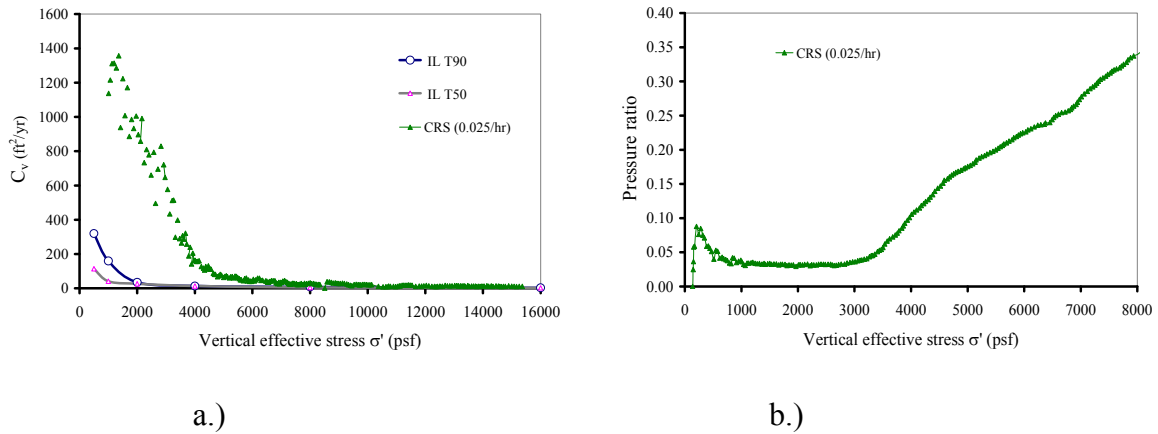 1600
1400
1200
1000
800
600
400
200
0
C_v (ft²/yr)
IL T90
IL T50
CRS (0.025/hr)
0 2000 4000 6000 8000 10000 12000 14000 16000
Vertical effective stress σ' (psf)
a.)
0.40
0.35
0.30
0.25
0.20
0.15
0.10
0.05
0.00
Pressure ratio
CRS (0.025/hr)
0 1000 2000 3000 4000 5000 6000 7000 8000
Vertical effective stress σ' (psf)
b.)